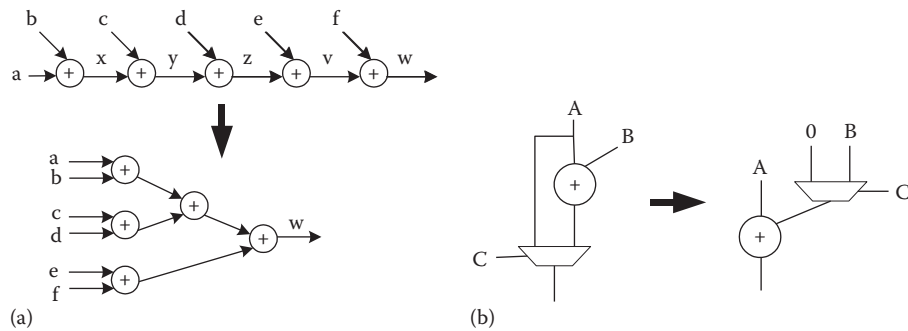 b c d e f
a + x + y + z + v + w
a
b
+
+
c
d
+
+
w
e
f
+
(a)
A
B
+
C
0 B
A
C
+
(b)